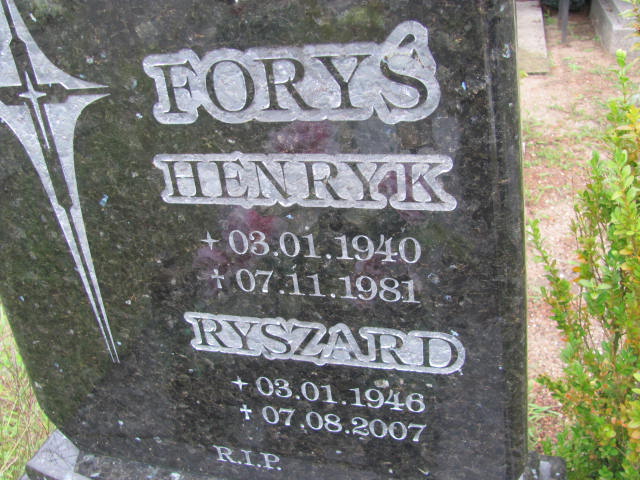 FORYŚ
HENRYK
+ 03.01.1940
† 07.11.1981
RYSZARD
+ 03.01.1946
† 07.08.2007
R.I.P.